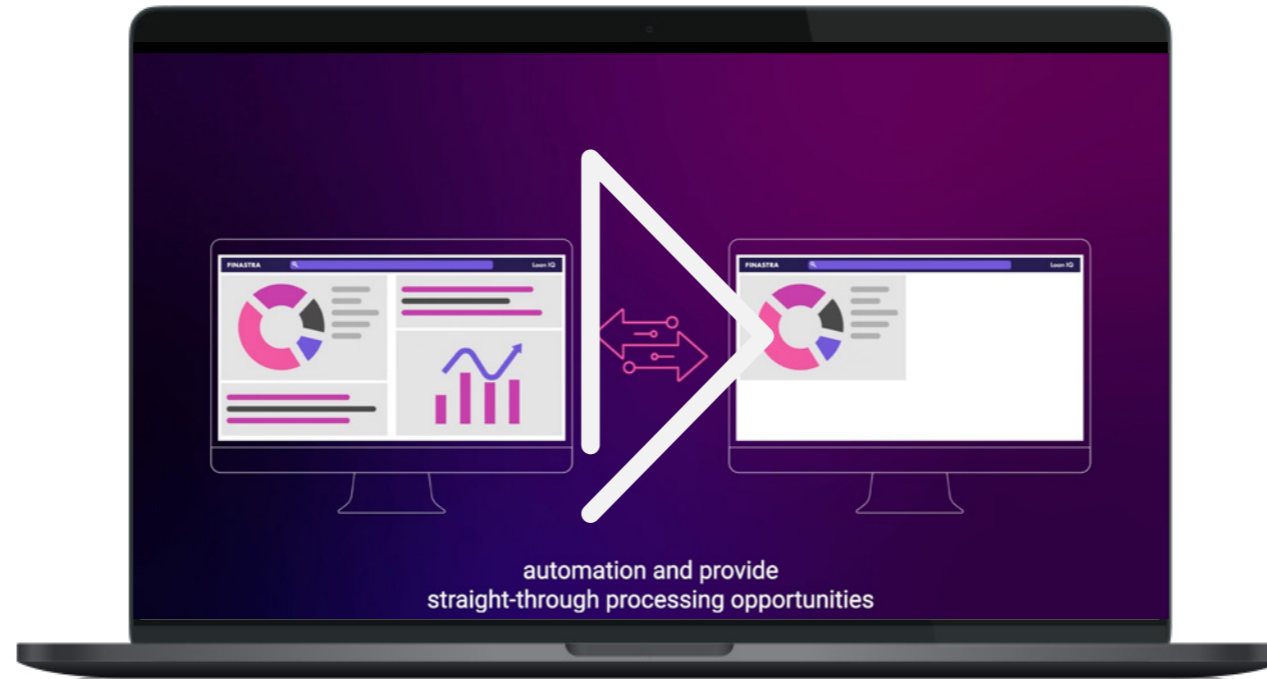 FINASTRA Loan IQ
FINASTRA Loan IQ
automation and provide
straight-through processing opportunities